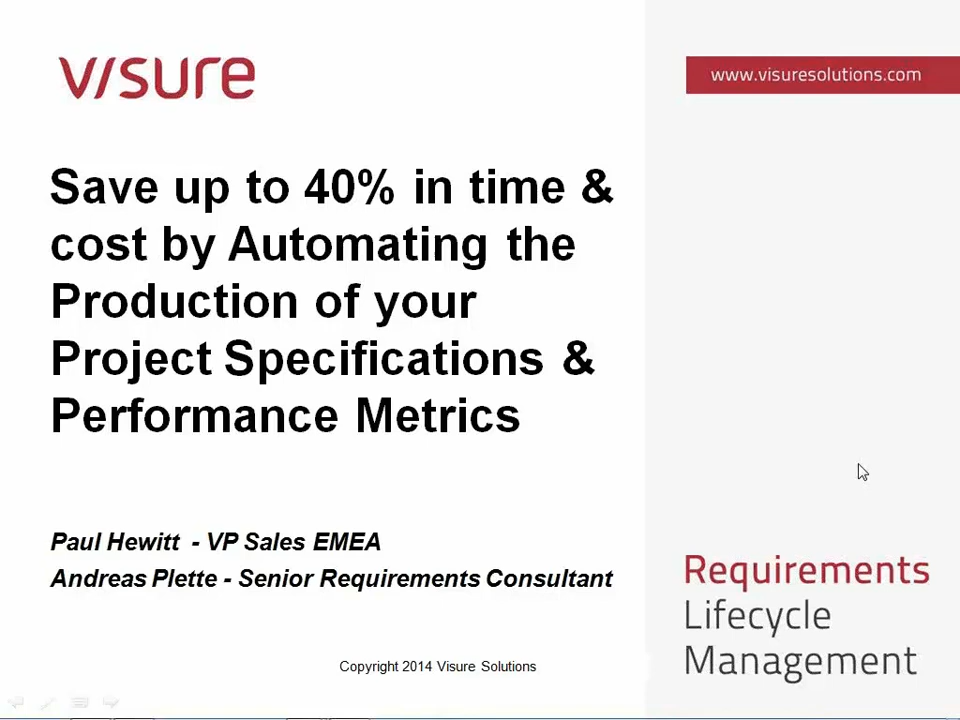 visure
www.visuresolutions.com
Save up to 40% in time &
cost by Automating the
Production of your
Project Specifications &
Performance Metrics
Paul Hewitt - VP Sales EMEA
Andreas Plette - Senior Requirements Consultant
Requirements
Lifecycle
Management
Copyright 2014 Visure Solutions